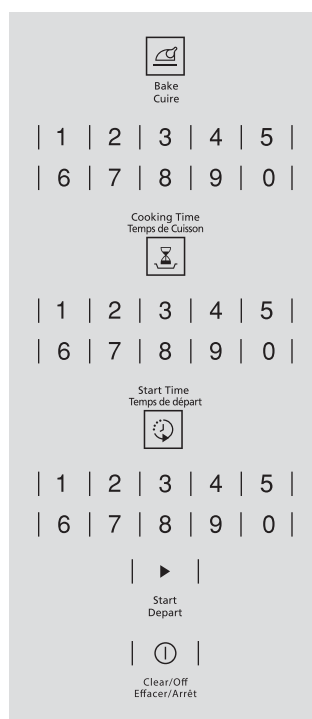 Bake
Cuire
| 1 | 2 | 3 | 4 | 5 |
| 6 | 7 | 8 | 9 | 0 |
Cooking Time
Temps de Cuisson
| 1 | 2 | 3 | 4 | 5 |
| 6 | 7 | 8 | 9 | 0 |
Start Time
Temps de départ
| 1 | 2 | 3 | 4 | 5 |
| 6 | 7 | 8 | 9 | 0 |
Start
Depart
Clear/Off
Effacer/Arrêt